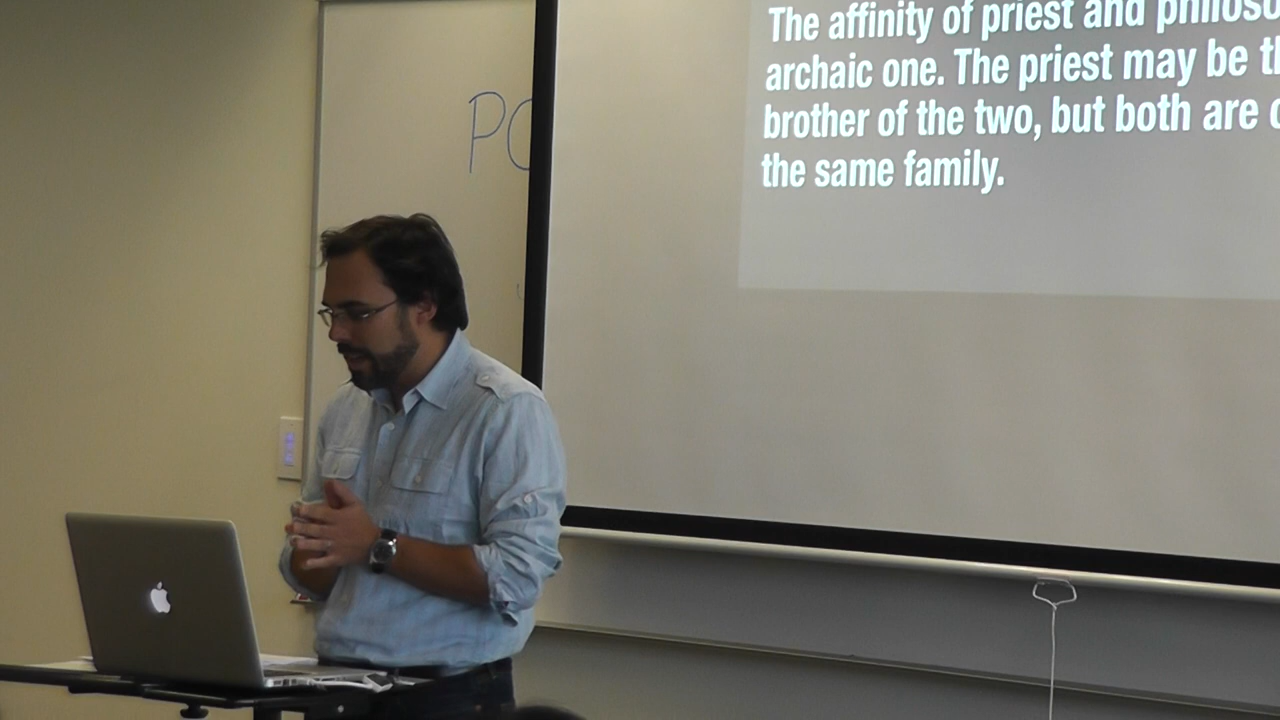 The affinity of priest and
archaic one. The priest may be
brother of the two, but both are
the same family.
PO